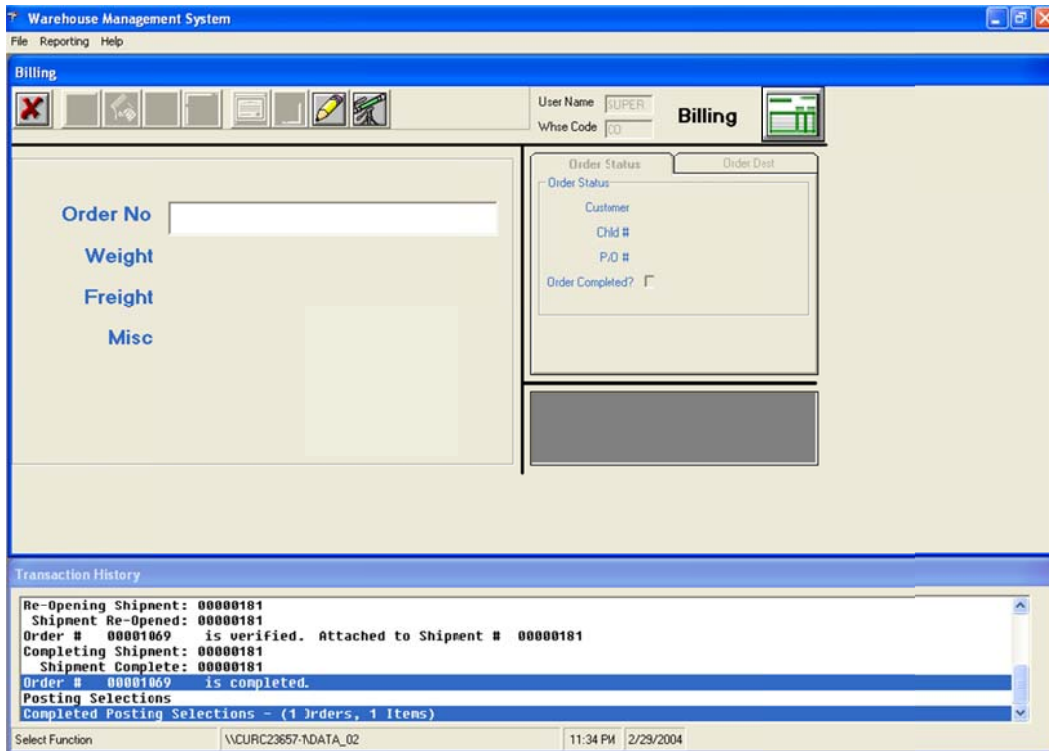 Warehouse Management System
File Reporting Help
Billing
User Name SUPER
Whse Code CO
Billing
Order No
Weight
Freight
Misc
Order Status Order Dest
Order Status
Customer
Chld #
P/O #
Order Completed?
Transaction History
Re-Opening Shipment: 00000181
Shipment Re-Opened: 00000181
Order # 00001069 is verified. Attached to Shipment # 00000181
Completing Shipment: 00000181
Shipment Complete: 00000181
Order # 00001069 is completed.
Posting Selections
Completed Posting Selections - (1 Orders, 1 Items)
Select Function \\CURC23657-1\DATA_02 11:34 PM 2/29/2004